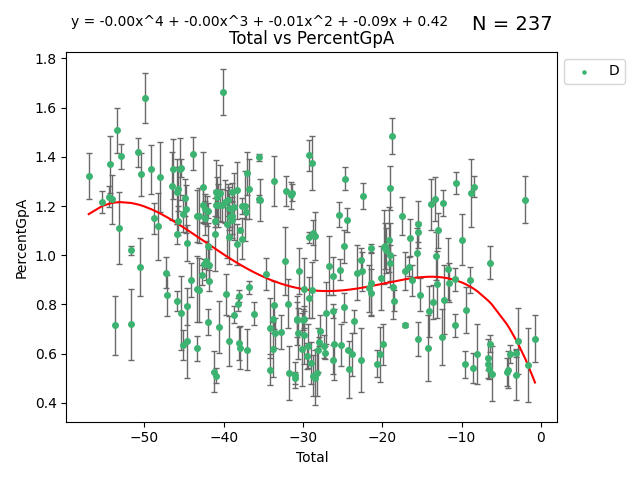 y = -0.00x^4 + -0.00x^3 + -0.01x^2 + -0.09x + 0.42
N = 237
Total vs PercentGpA
D
PercentGpA
1.8
1.6
1.4
1.2
1.0
0.8
0.6
0.4
−50
−40
−30
−20
−10
0
Total